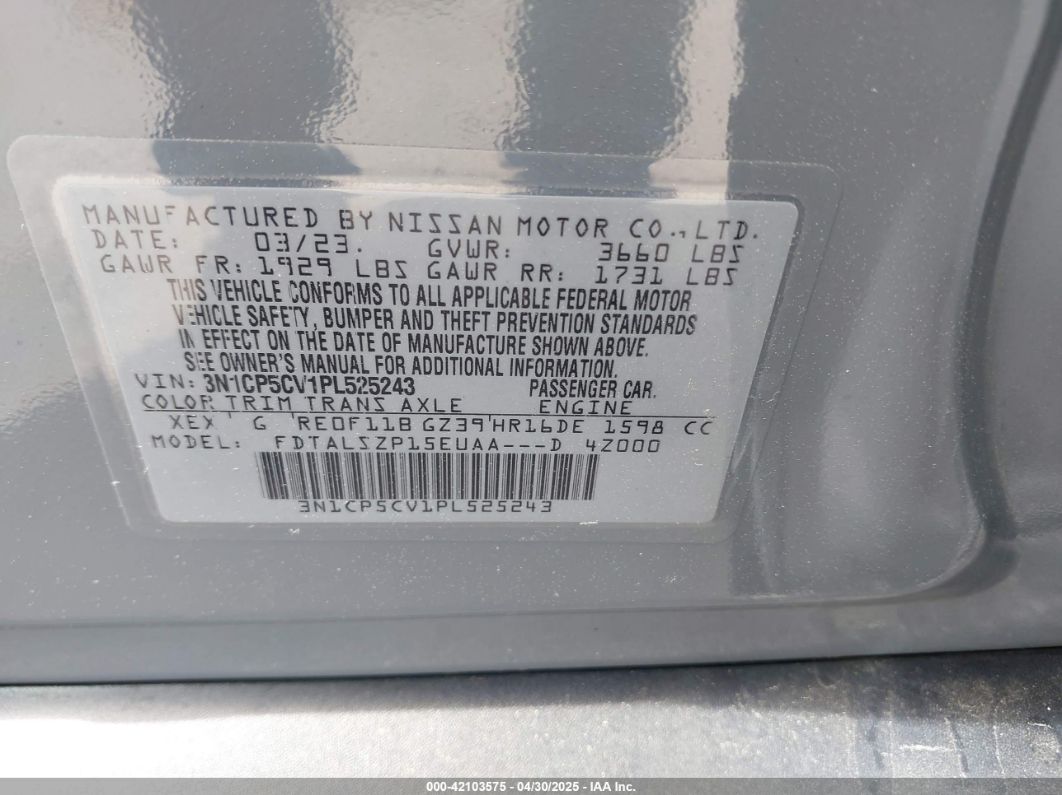 MANUFACTURED BY NISSAN MOTOR CO., LTD.
DATE: 03/23. GVWR: 3660 LBS
GAWR FR: 1929 LBS GAWR RR: 1731 LBS
THIS VEHICLE CONFORMS TO ALL APPLICABLE FEDERAL MOTOR
VEHICLE SAFETY, BUMPER AND THEFT PREVENTION STANDARDS
IN EFFECT ON THE DATE OF MANUFACTURE SHOWN ABOVE.
SEE OWNER'S MANUAL FOR ADDITIONAL INFORMATION.
VIN: 3N1CP5CV1PL525243 PASSENGER CAR.
COLOR TRIM TRANS AXLE ENGINE
XEX ' G RE0F11B GZ39 'HR16DE 1598 CC
MODEL: FDTALSZP15EUAA---D 4Z000
3N1CP5CV1PL525243
000-42103575 - 04/30/2025 - IAA Inc.